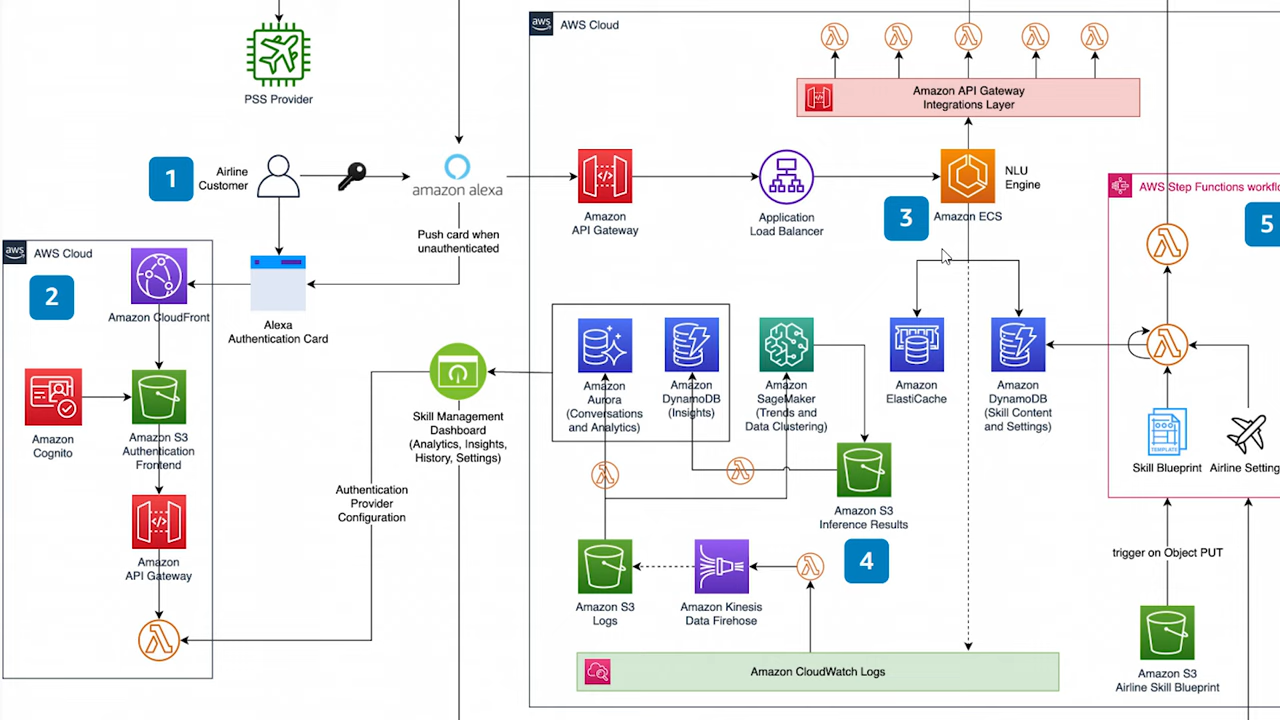 PSS Provider
1
Airline
Customer
amazon alexa
Push card when
unauthenticated
Alexa
Authentication Card
aws
AWS Cloud
2
Amazon CloudFront
Amazon
Cognito
Amazon S3
Authentication
Frontend
Amazon
API Gateway
Authentication
Provider
Configuration
Skill Management
Dashboard
(Analytics, Insights,
History, Settings)
aws
AWS Cloud
Amazon API Gateway
Integrations Layer
Amazon
API Gateway
Application
Load Balancer
NLU
Engine
Amazon ECS
3
Amazon
Aurora
(Conversations
and Analytics)
Amazon
DynamoDB
(Insights)
Amazon
SageMaker
(Trends and
Data Clustering)
Amazon
ElastiCache
Amazon
DynamoDB
(Skill Content
and Settings)
Amazon S3
Inference Results
4
Amazon S3
Logs
Amazon Kinesis
Data Firehose
Amazon CloudWatch Logs
AWS Step Functions workfl
5
TEMPLATE
Skill Blueprint
Airline Setting
trigger on Object PUT
Amazon S3
Airline Skill Blueprint